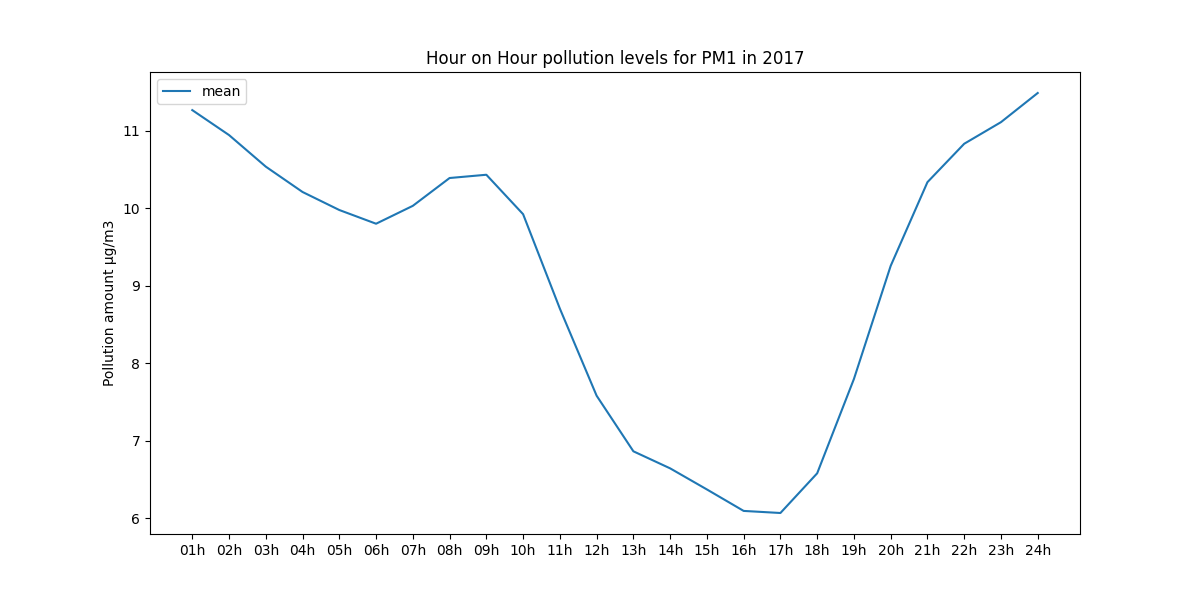 Hour on Hour pollution levels for PM1 in 2017
mean
Pollution amount µg/m3
11
10
9
8
7
6
01h 02h 03h 04h 05h 06h 07h 08h 09h 10h 11h 12h 13h 14h 15h 16h 17h 18h 19h 20h 21h 22h 23h 24h